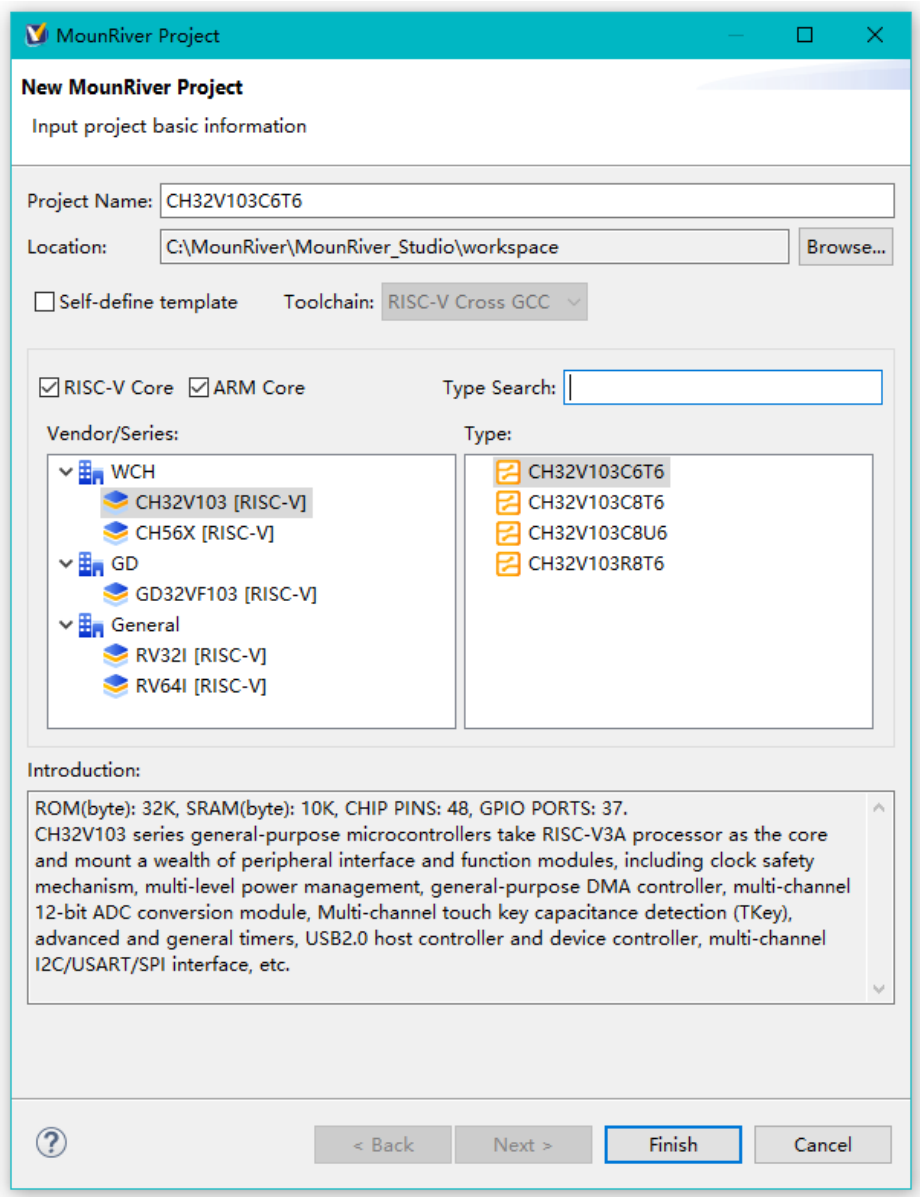 MounRiver Project
New MounRiver Project
Input project basic information
Project Name: CH32V103C6T6
Location: C:\MounRiver\MounRiver_Studio\workspace Browse...
Self-define template Toolchain: RISC-V Cross GCC
RISC-V Core ARM Core Type Search:
Vendor/Series:
WCH
CH32V103 [RISC-V]
CH56X [RISC-V]
GD
GD32VF103 [RISC-V]
General
RV32I [RISC-V]
RV64I [RISC-V]
Type:
CH32V103C6T6
CH32V103C8T6
CH32V103C8U6
CH32V103R8T6
Introduction:
ROM(byte): 32K, SRAM(byte): 10K, CHIP PINS: 48, GPIO PORTS: 37.
CH32V103 series general-purpose microcontrollers take RISC-V3A processor as the core
and mount a wealth of peripheral interface and function modules, including clock safety
mechanism, multi-level power management, general-purpose DMA controller, multi-channel
12-bit ADC conversion module, Multi-channel touch key capacitance detection (TKey),
advanced and general timers, USB2.0 host controller and device controller, multi-channel
I2C/USART/SPI interface, etc.
? < Back Next > Finish Cancel